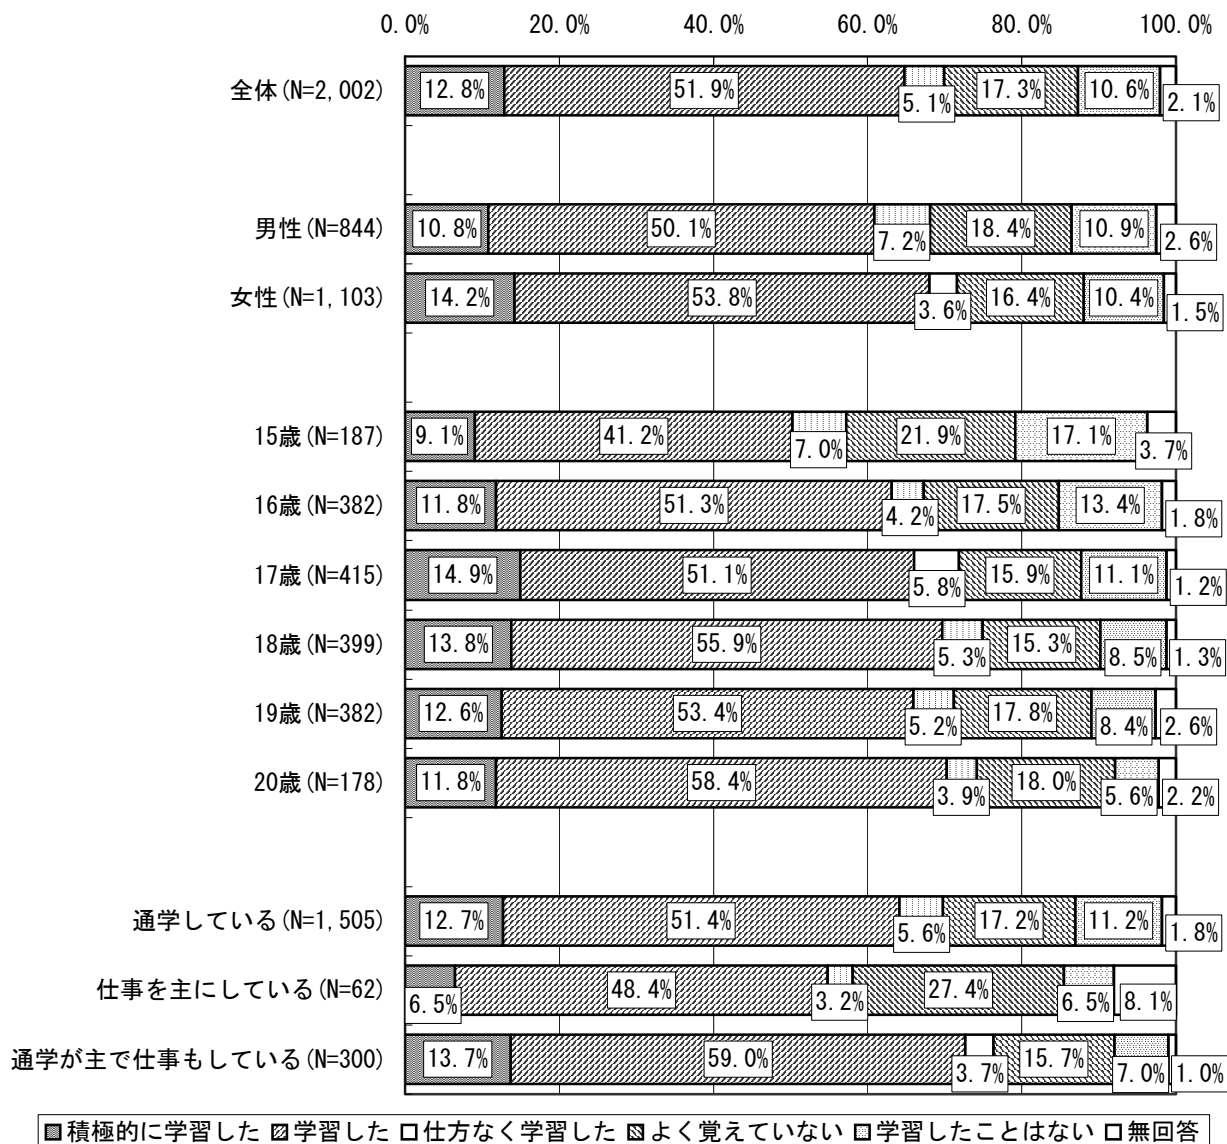 0.0% 20.0% 40.0% 60.0% 80.0% 100.0%
全体(N=2,002) 12.8% 51.9% 5.1% 17.3% 10.6% 2.1%
男性(N=844) 10.8% 50.1% 7.2% 18.4% 10.9% 2.6%
女性(N=1,103) 14.2% 53.8% 3.6% 16.4% 10.4% 1.5%
15歳(N=187) 9.1% 41.2% 7.0% 21.9% 17.1% 3.7%
16歳(N=382) 11.8% 51.3% 4.2% 17.5% 13.4% 1.8%
17歳(N=415) 14.9% 51.1% 5.8% 15.9% 11.1% 1.2%
18歳(N=399) 13.8% 55.9% 5.3% 15.3% 8.5% 1.3%
19歳(N=382) 12.6% 53.4% 5.2% 17.8% 8.4% 2.6%
20歳(N=178) 11.8% 58.4% 3.9% 18.0% 5.6% 2.2%
通学している(N=1,505) 12.7% 51.4% 5.6% 17.2% 11.2% 1.8%
仕事を主にしている(N=62) 6.5% 48.4% 3.2% 27.4% 6.5% 8.1%
通学が主で仕事もしている(N=300) 13.7% 59.0% 3.7% 15.7% 7.0% 1.0%
積極的に学習した 学習した 仕方なく学習した よく覚えていない 学習したことはない 無回答